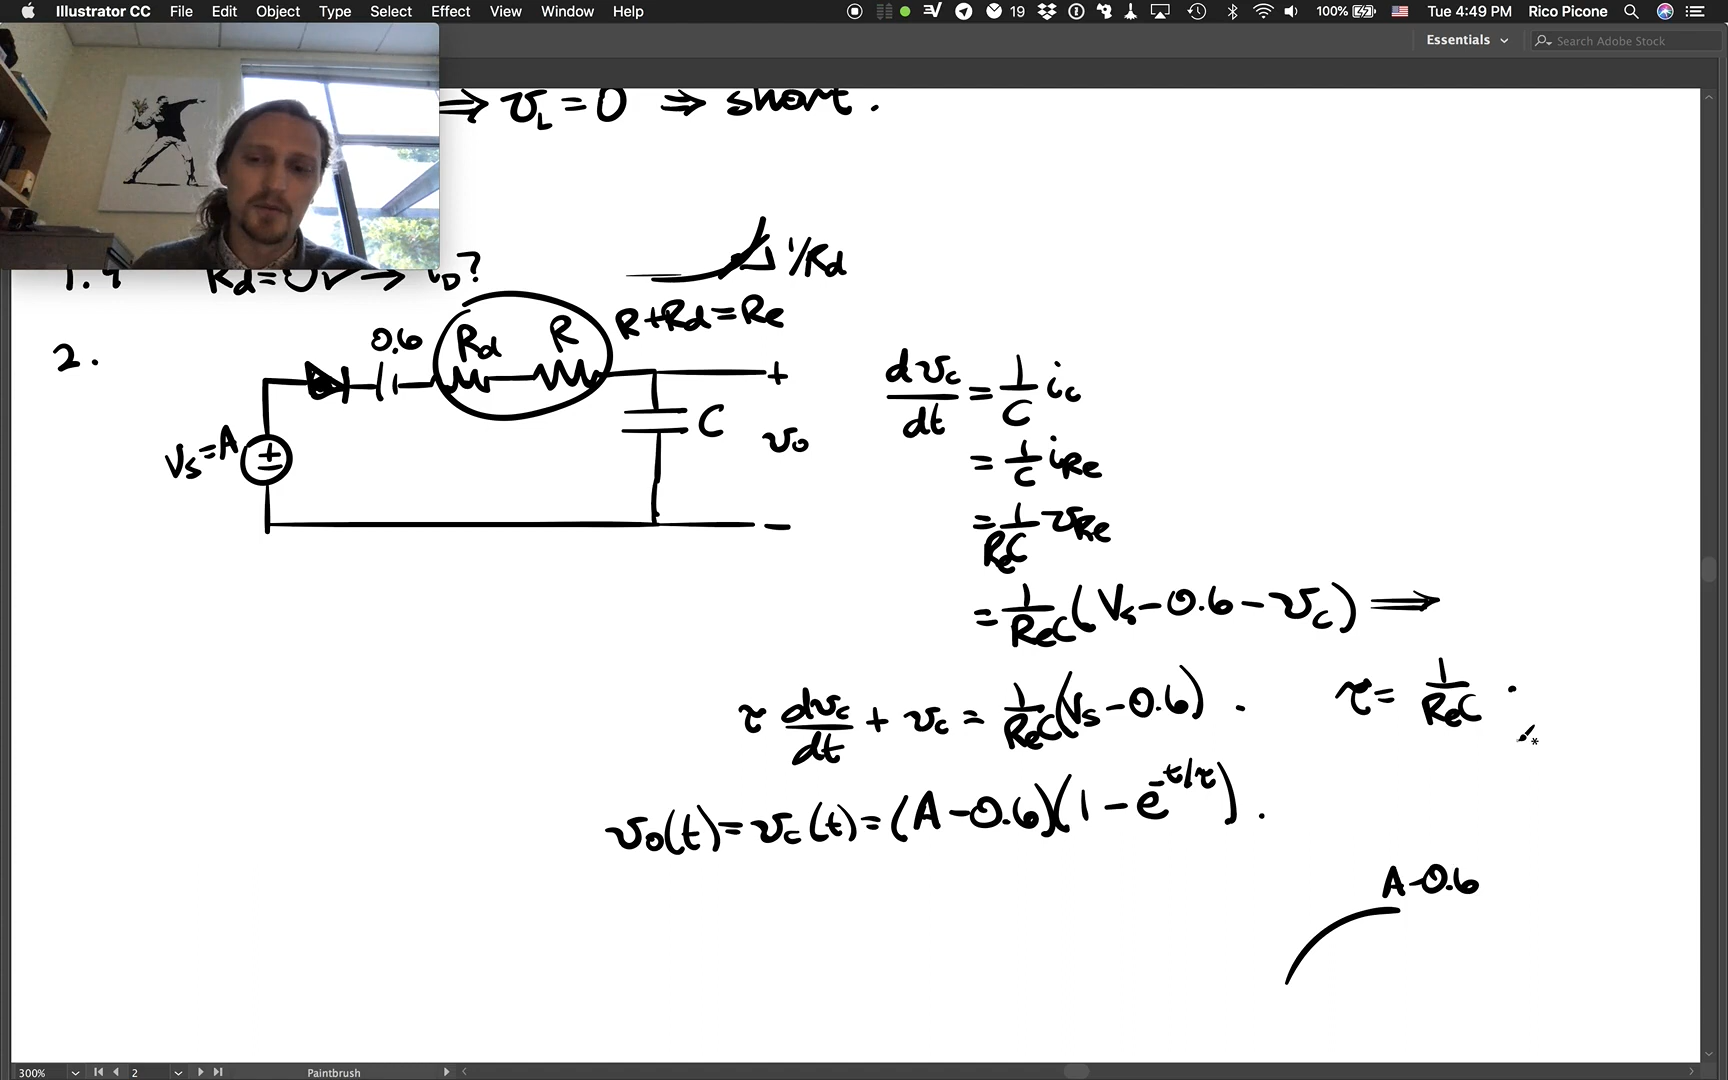 Illustrator CC File Edit Object Type Select Effect View Window Help 19 100% Tue 4:49 PM Rico Picone
Essentials Search Adobe Stock
⇒ v_L = 0 ⇒ short.
R_d = → i_D?
1/Rd
R + Rd = Re
2.
0.6 Rd R
Vs = A
+
C
vo
−
dvc/dt = 1/C ic
= 1/C iRe
= 1/ReC vRe
= 1/ReC (Vs − 0.6 − vc) ⇒
τ dvc/dt + vc = 1/ReC (Vs − 0.6). τ = 1/ReC .
vo(t) = vc(t) = (A − 0.6)(1 − e^−t/τ).
A − 0.6
300% 2 Paintbrush